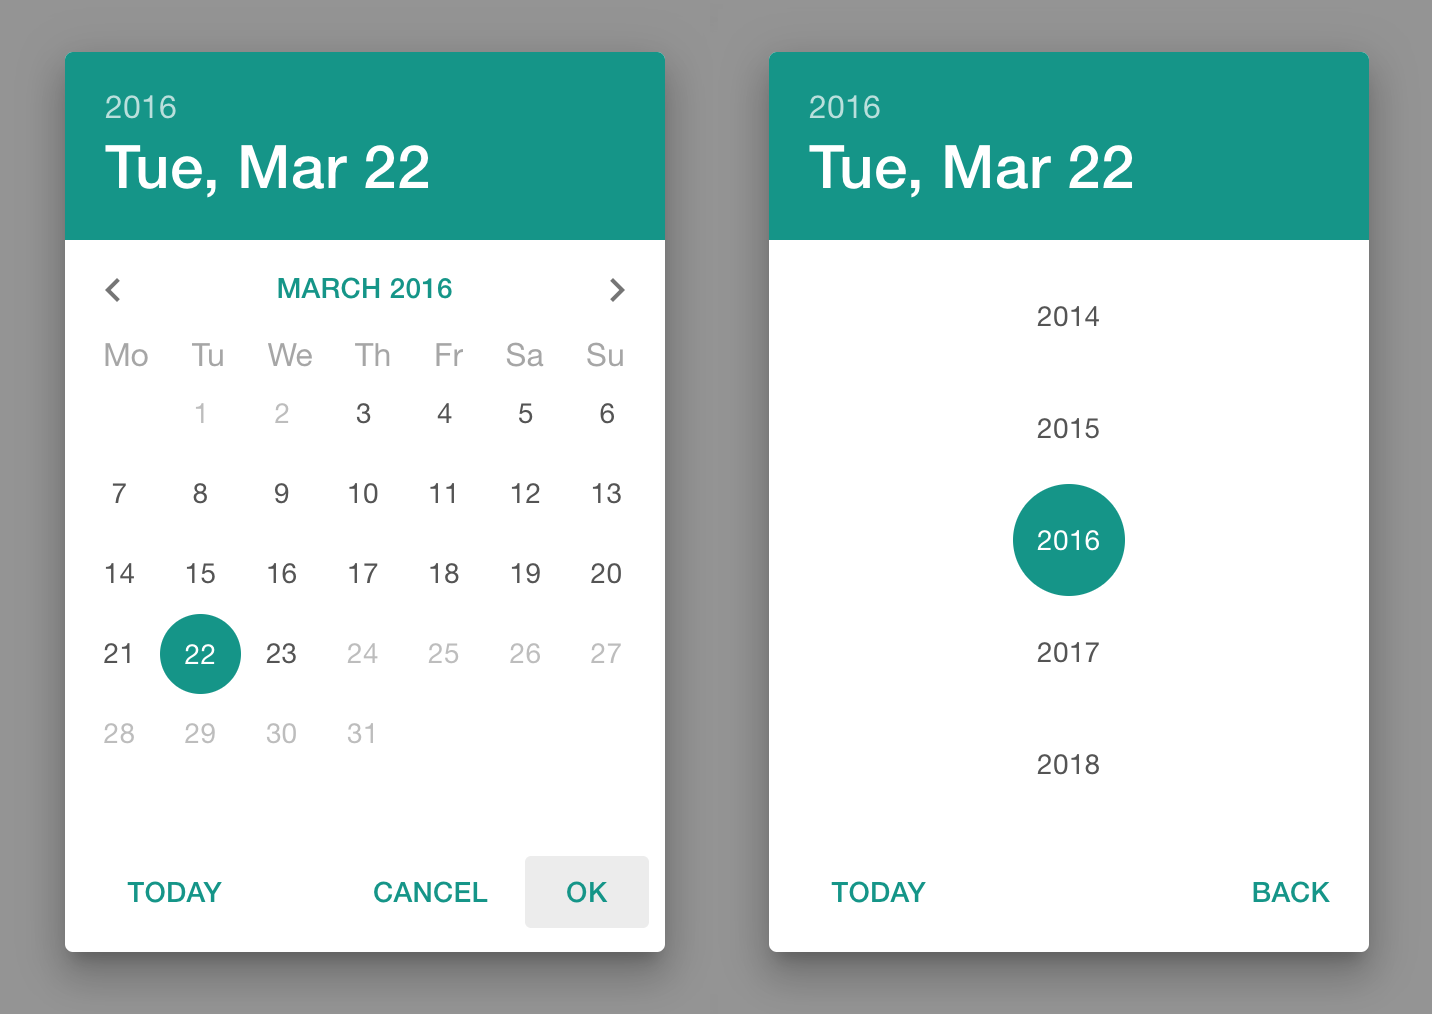 2016
Tue, Mar 22
MARCH 2016
Mo Tu We Th Fr Sa Su
1 2 3 4 5 6
7 8 9 10 11 12 13
14 15 16 17 18 19 20
21 22 23 24 25 26 27
28 29 30 31
TODAY CANCEL OK
2016
Tue, Mar 22
2014
2015
2016
2017
2018
TODAY BACK